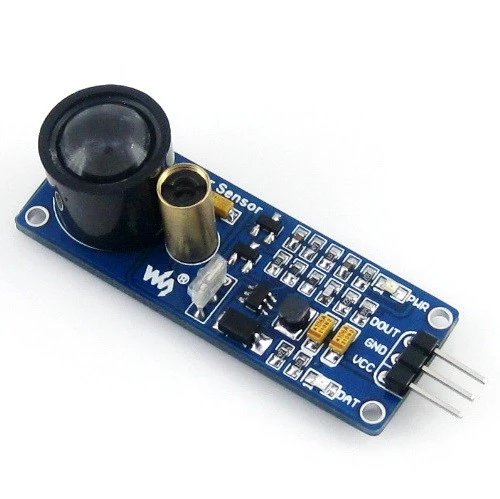 Sensor
W®
PWR
DOUT
GND
VCC
DAT